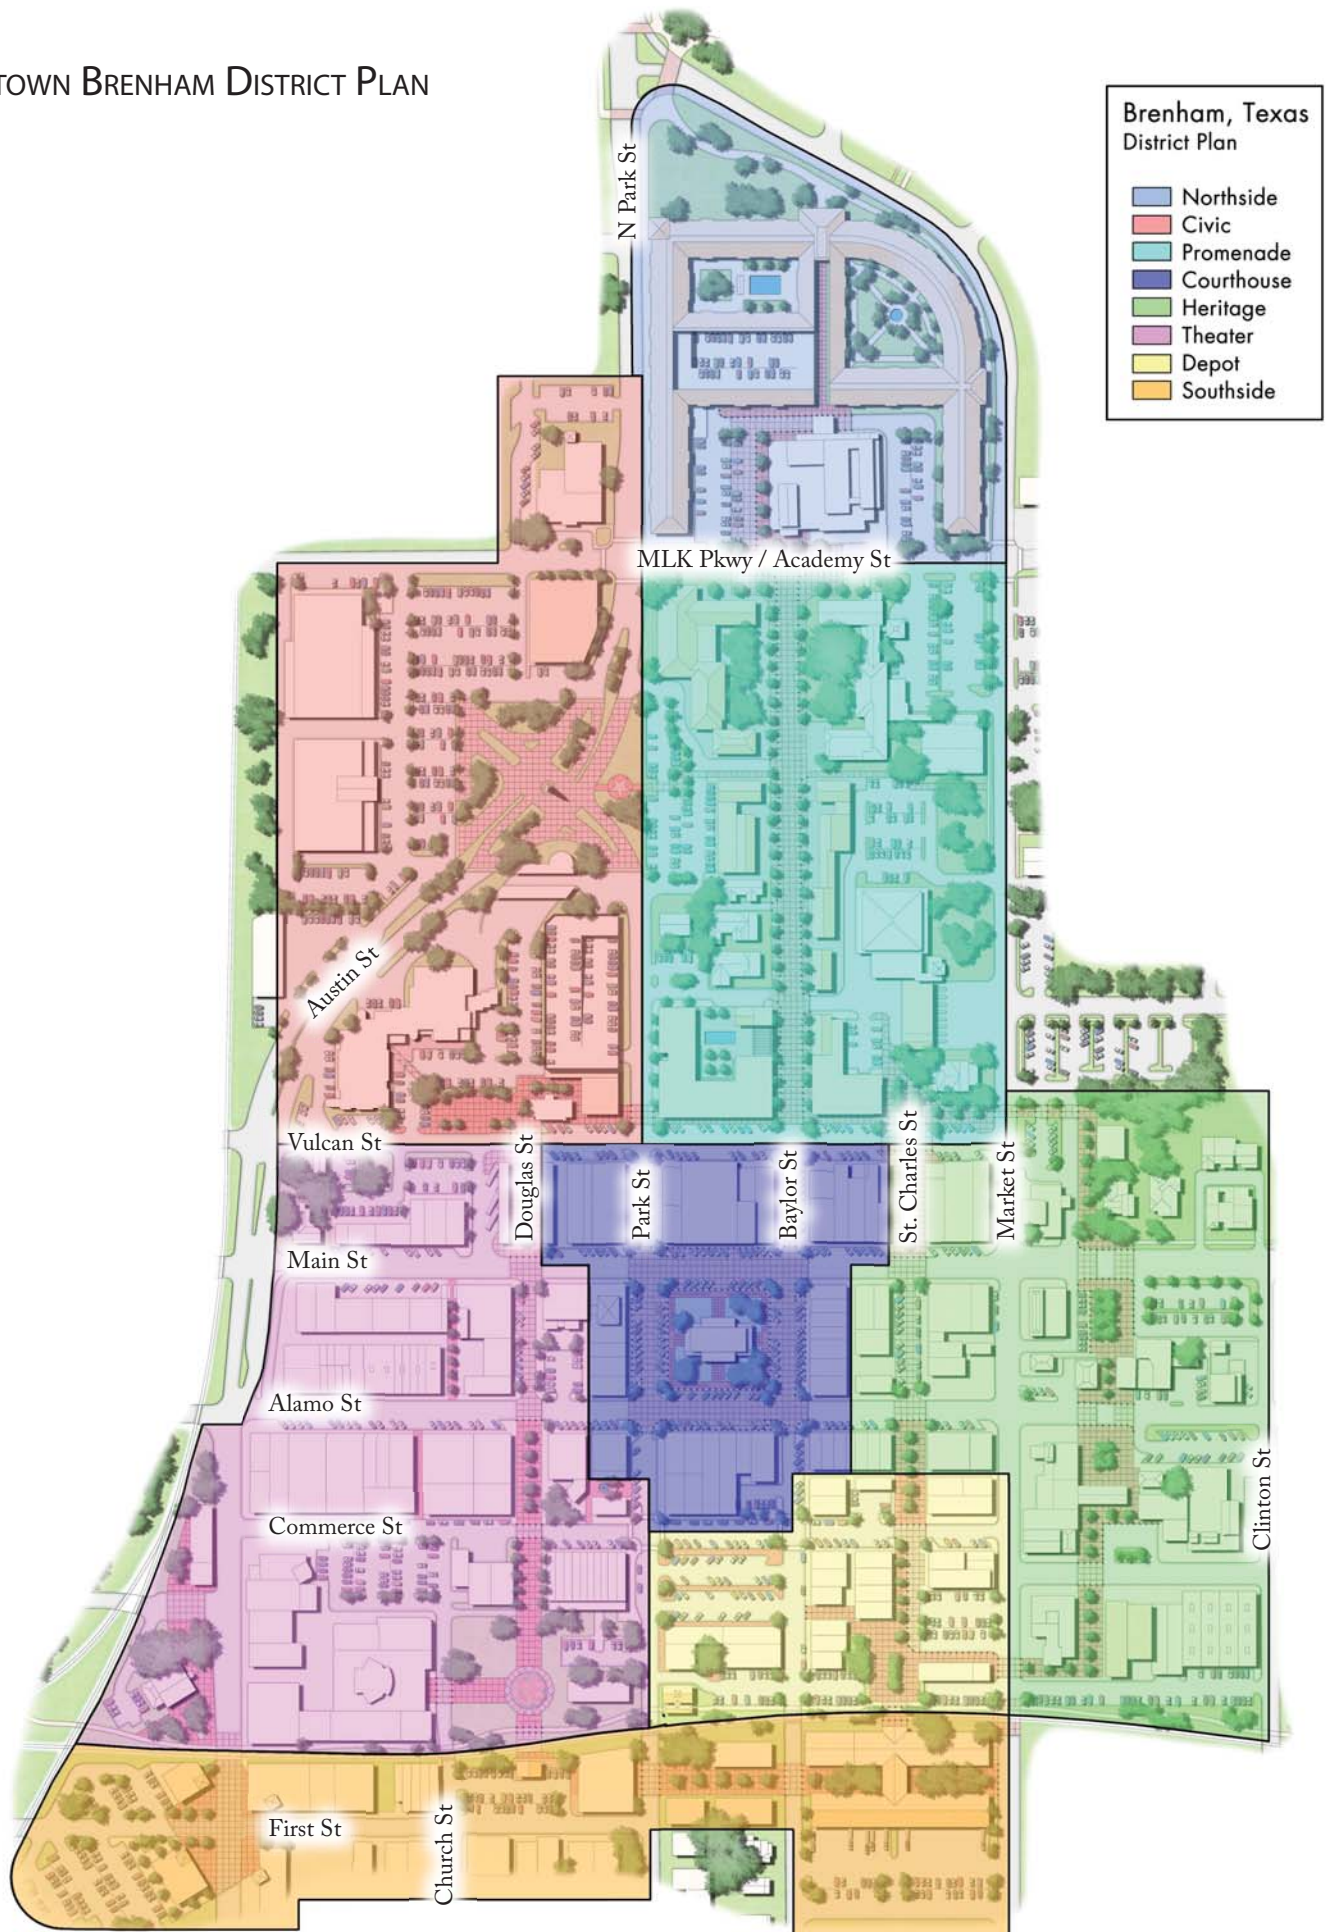 TOWN BRENHAM DISTRICT PLAN
Brenham, Texas
District Plan
Northside
Civic
Promenade
Courthouse
Heritage
Theater
Depot
Southside
N Park St
MLK Pkwy / Academy St
Austin St
Vulcan St
Douglas St
Park St
Baylor St
St. Charles St
Market St
Main St
Alamo St
Commerce St
Clinton St
First St
Church St